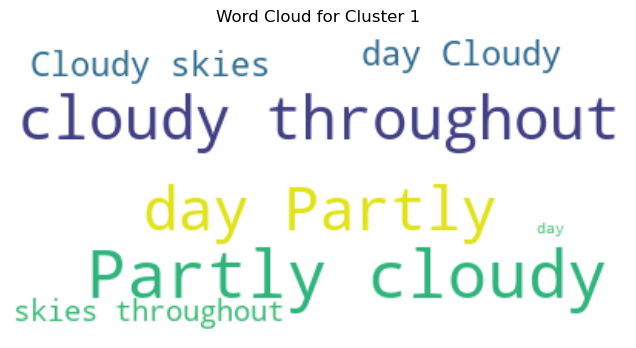 Word Cloud for Cluster 1
Cloudy skies
day Cloudy
cloudy throughout
day Partly
day
Partly cloudy
skies throughout